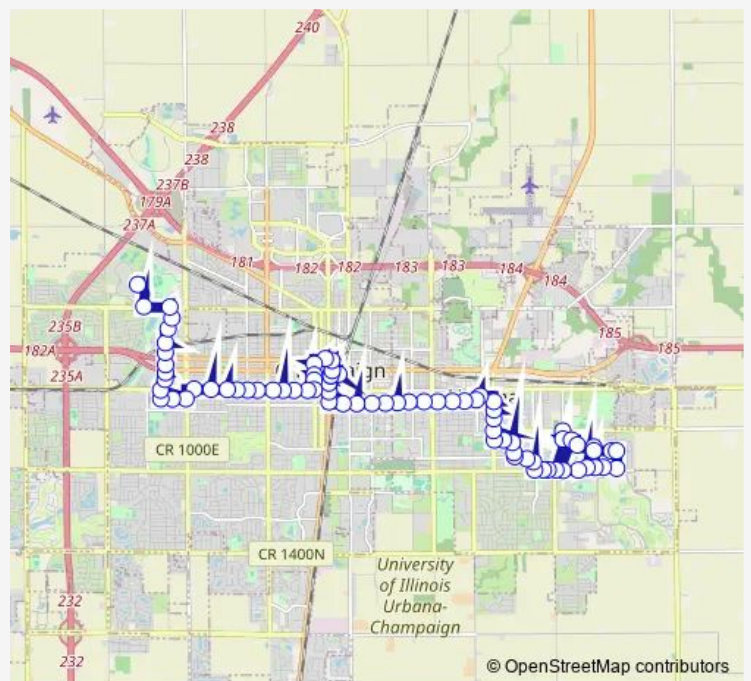 240
238
238
237B
179A
237A
181
182
182
183
183
184
184
185
185
235B
182A
235A
CR 1000E
CR 1400N
University
of Illinois
Urbana-
Champaign
232
232
© OpenStreetMap contributors